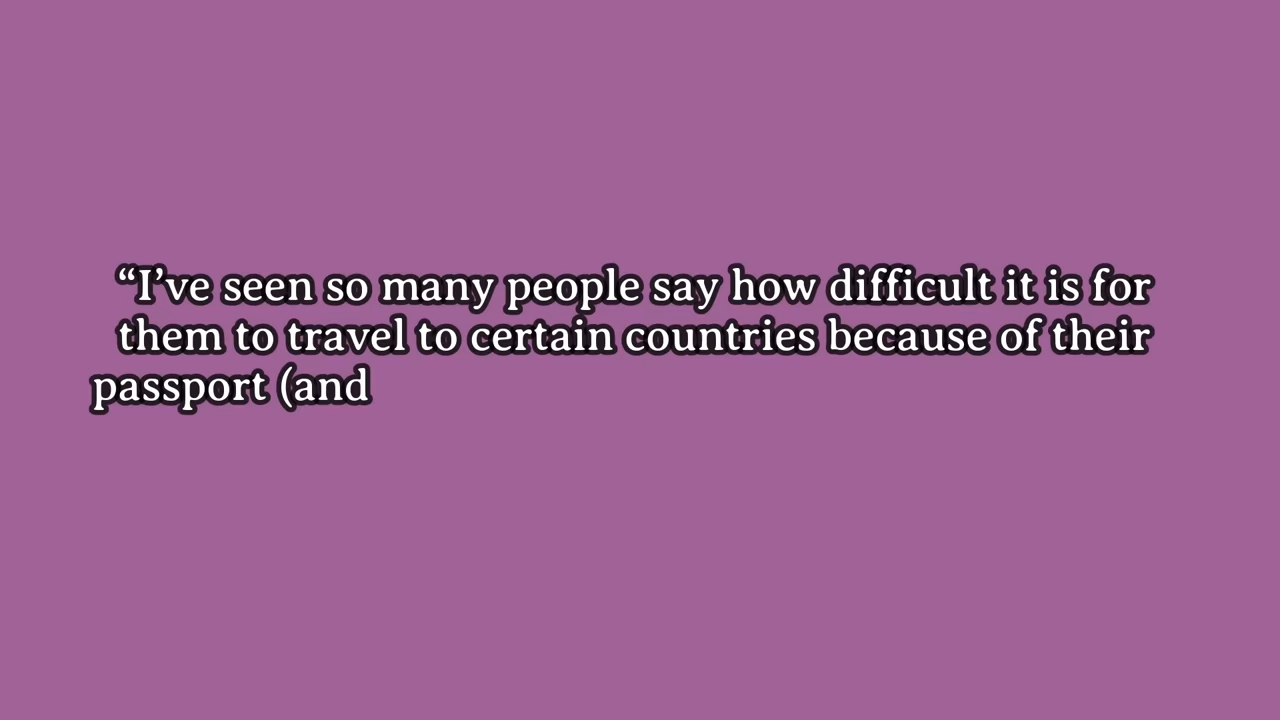 “I’ve seen so many people say how difficult it is for
them to travel to certain countries because of their
passport (and